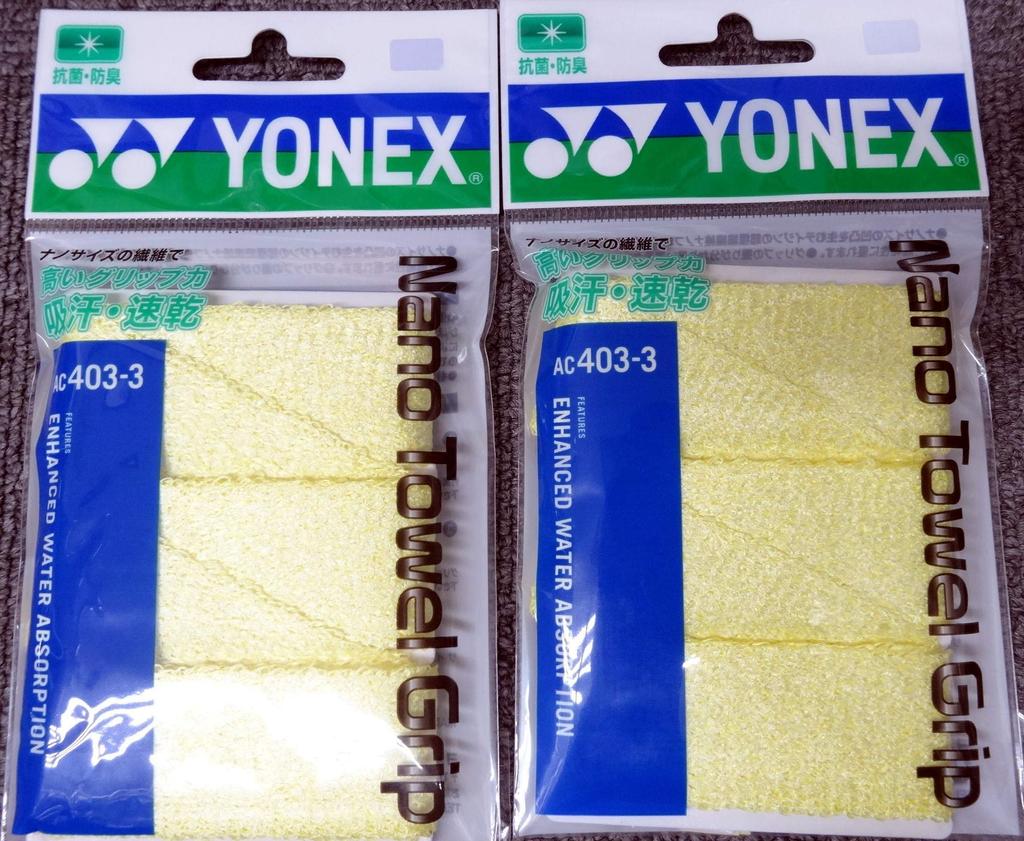 抗菌・防臭
YONEX®
ナノサイズの繊維で
高いグリップ力
吸汗・速乾
AC403-3
FEATURES
ENHANCED WATER ABSORPTION
Nano Towel Grip
抗菌・防臭
YONEX®
ナノサイズの繊維で
高いグリップ力
吸汗・速乾
AC403-3
FEATURES
ENHANCED WATER ABSORPTION
Nano Towel Grip